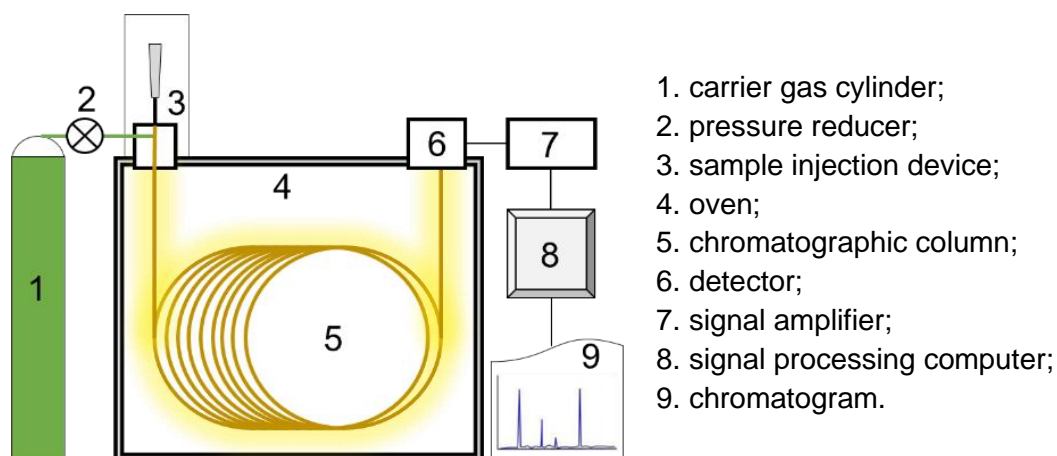 2
3
1
4
5
6
7
8
9
1. carrier gas cylinder;
2. pressure reducer;
3. sample injection device;
4. oven;
5. chromatographic column;
6. detector;
7. signal amplifier;
8. signal processing computer;
9. chromatogram.